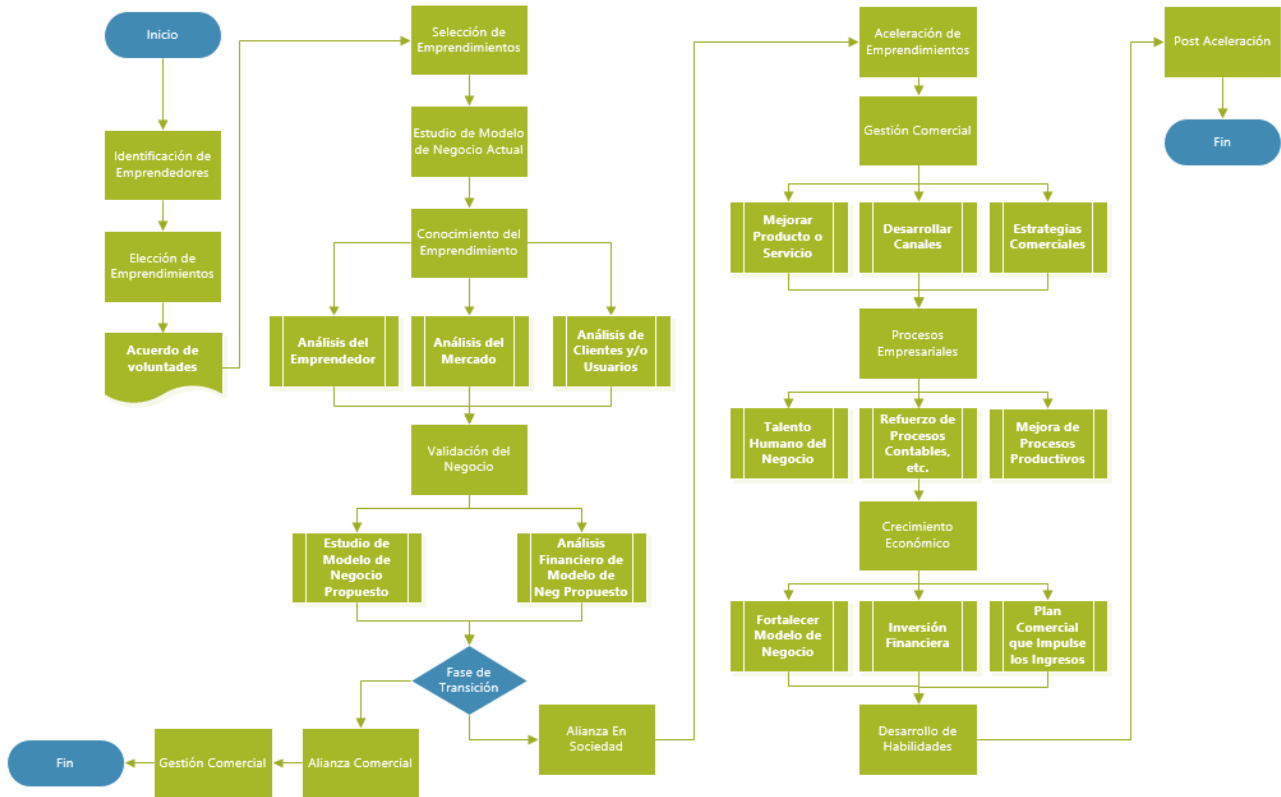 Inicio
Identificación de
Emprendedores
Elección de
Emprendimientos
Acuerdo de
voluntades
Selección de
Emprendimientos
Estudio de Modelo
de Negocio Actual
Conocimiento del
Emprendimiento
Análisis del
Emprendedor
Análisis del
Mercado
Análisis de
Clientes y/o
Usuarios
Validación del
Negocio
Estudio de
Modelo de
Negocio
Propuesto
Análisis
Financiero de
Modelo de
Neg Propuesto
Fase de
Transición
Alianza Comercial
Gestión Comercial
Fin
Alianza En
Sociedad
Aceleración de
Emprendimientos
Gestión Comercial
Mejorar
Producto o
Servicio
Desarrollar
Canales
Estrategias
Comerciales
Procesos
Empresariales
Talento
Humano del
Negocio
Refuerzo de
Procesos
Contables,
etc.
Mejora de
Procesos
Productivos
Crecimiento
Económico
Fortalecer
Modelo de
Negocio
Inversión
Financiera
Plan
Comercial
que Impulse
los Ingresos
Desarrollo de
Habilidades
Post Aceleración
Fin